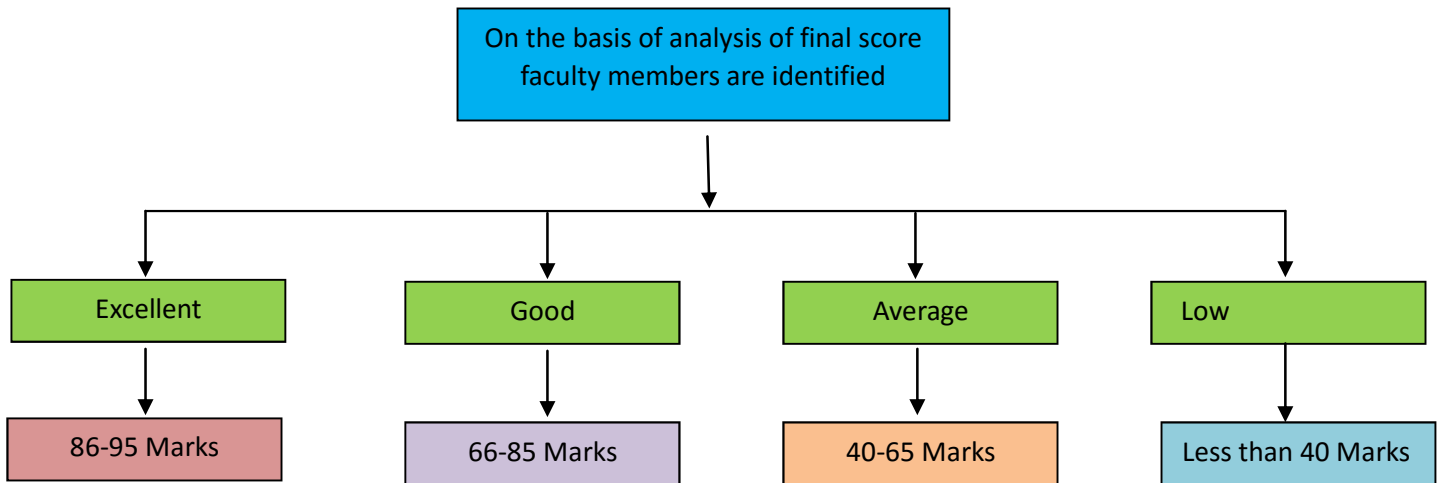 On the basis of analysis of final score
faculty members are identified
Excellent
Good
Average
Low
86-95 Marks
66-85 Marks
40-65 Marks
Less than 40 Marks